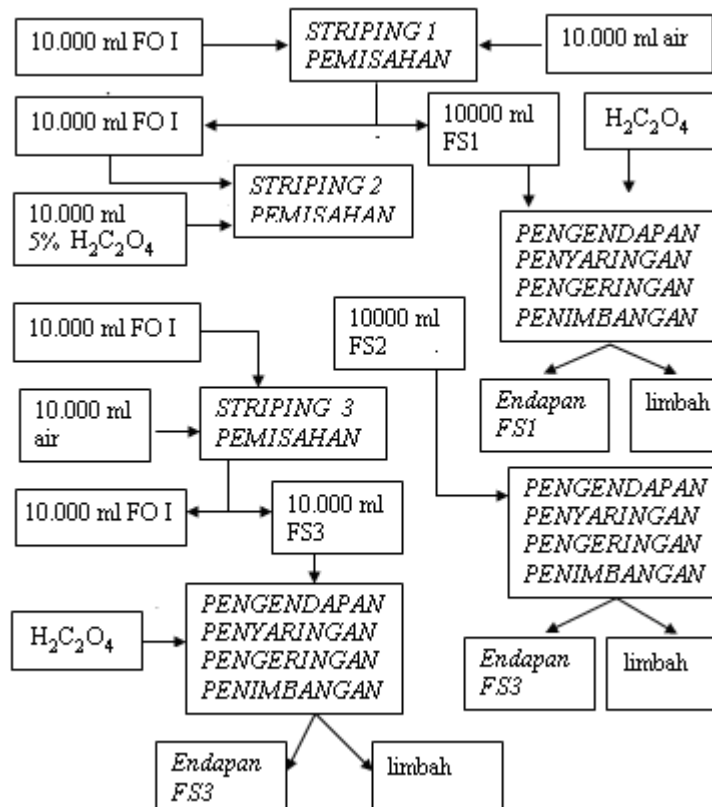 10.000 ml FO I
STRIPING 1
PEMISAHAN
10.000 ml air
10.000 ml FO I
10000 ml
FS1
H₂C₂O₄
STRIPING 2
PEMISAHAN
10.000 ml
5% H₂C₂O₄
PENGENDAPAN
PENYARINGAN
PENGERINGAN
PENIMBANGAN
10.000 ml FO I
10000 ml
FS2
Endapan
FS1
limbah
10.000 ml
air
STRIPING 3
PEMISAHAN
10.000 ml FO I
10.000 ml
FS3
PENGENDAPAN
PENYARINGAN
PENGERINGAN
PENIMBANGAN
H₂C₂O₄
PENGENDAPAN
PENYARINGAN
PENGERINGAN
PENIMBANGAN
Endapan
FS3
limbah
Endapan
FS3
limbah